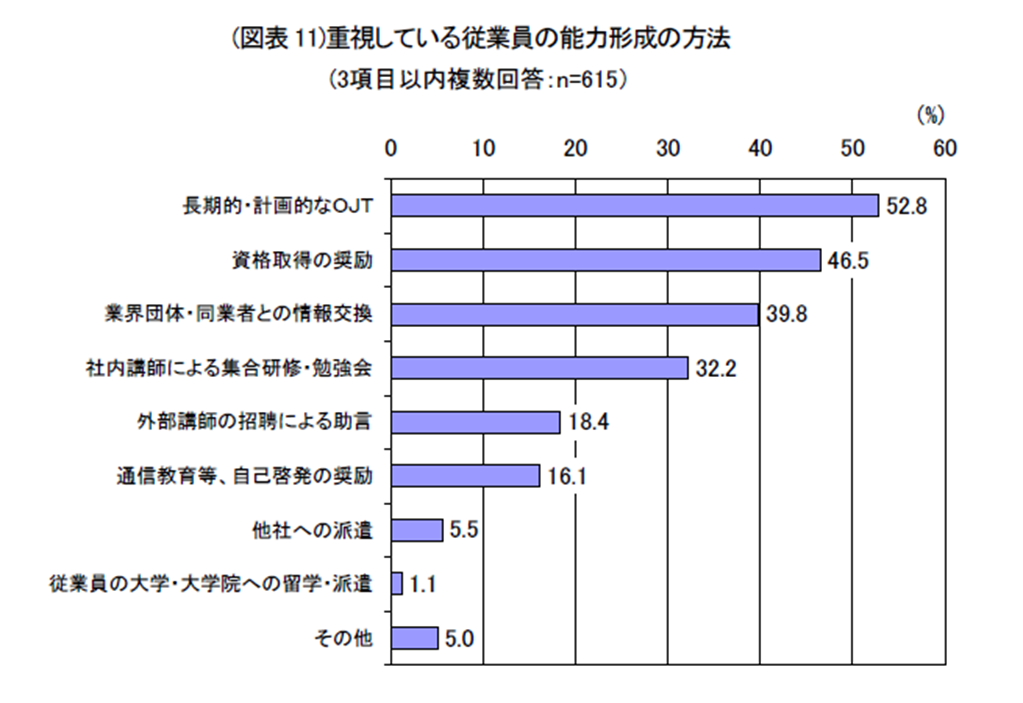 (図表 11)重視している従業員の能力形成の方法
(3項目以内複数回答:n=615)
(%)
0 10 20 30 40 50 60
長期的・計画的なOJT 52.8
資格取得の奨励 46.5
業界団体・同業者との情報交換 39.8
社内講師による集合研修・勉強会 32.2
外部講師の招聘による助言 18.4
通信教育等、自己啓発の奨励 16.1
他社への派遣 5.5
従業員の大学・大学院への留学・派遣 1.1
その他 5.0